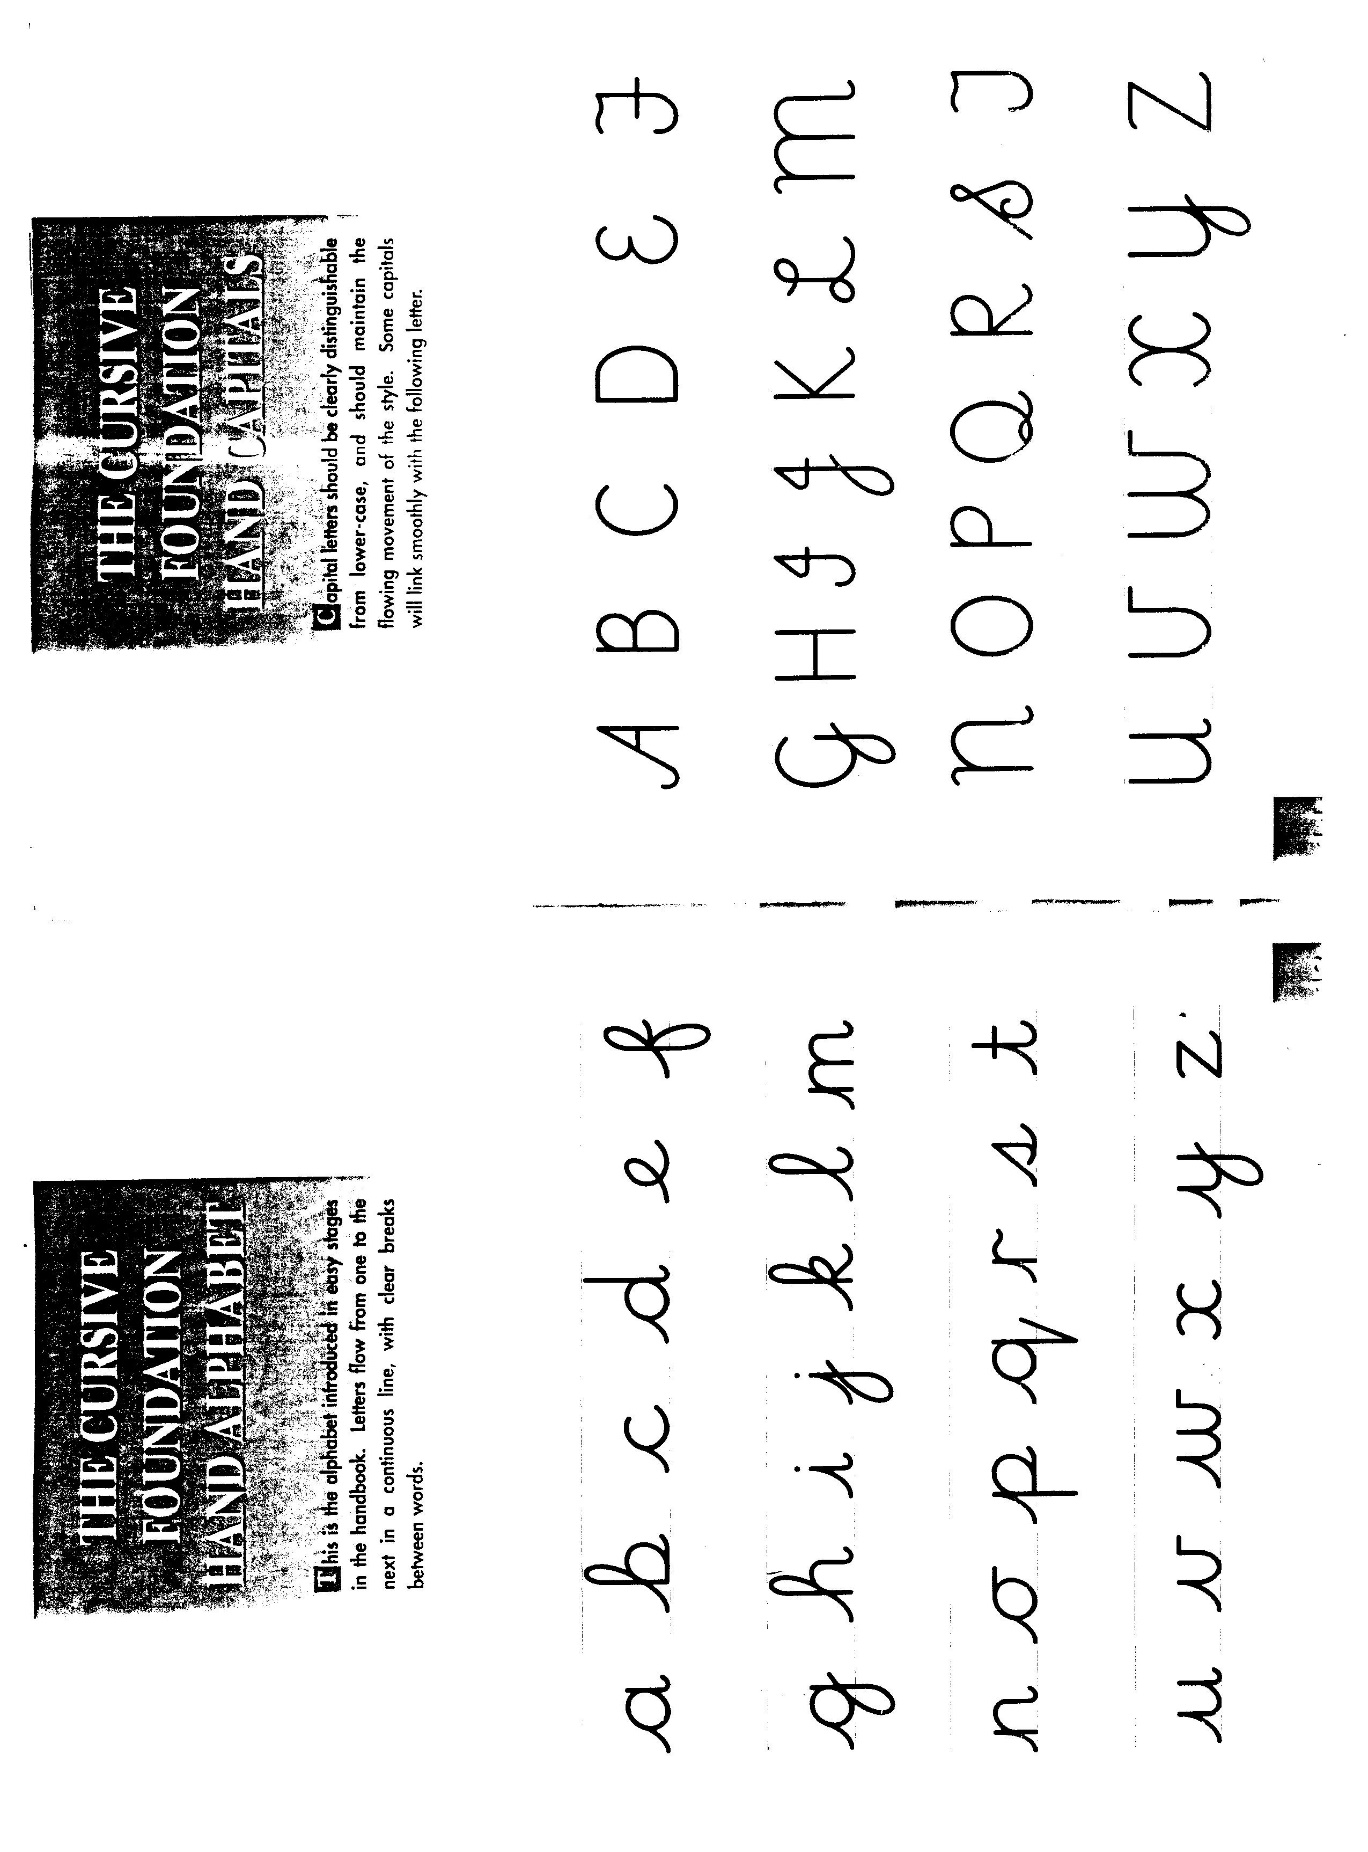 THE CURSIVE
FOUNDATION
HAND ALPHABET
This is the alphabet introduced in easy stages
in the handbook. Letters flow from one to the
next in a continuous line, with clear breaks
between words.
a b c d e f
g h i j k l m
n o p q r s t
u v w x y z
THE CURSIVE
FOUNDATION
HAND CAPITALS
Capital letters should be clearly distinguishable
from lower-case, and should maintain the
flowing movement of the style. Some capitals
will link smoothly with the following letter.
A B C D E F
G H I J K L M
N O P Q R S T
U V W X Y Z